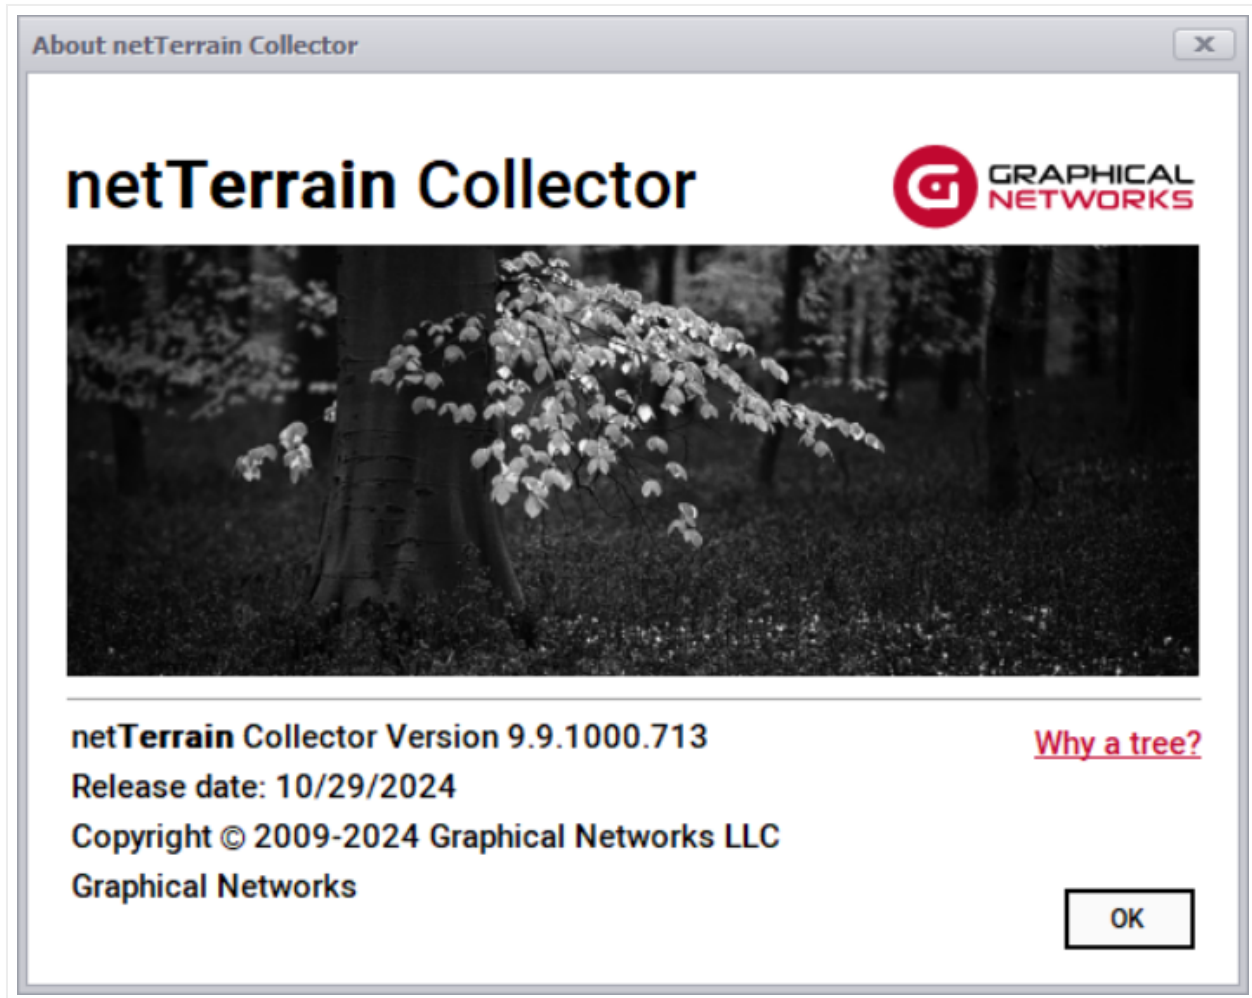 About netTerrain Collector
x
netTerrain Collector
GRAPHICAL
NETWORKS
netTerrain Collector Version 9.9.1000.713
Why a tree?
Release date: 10/29/2024
Copyright © 2009-2024 Graphical Networks LLC
Graphical Networks
OK